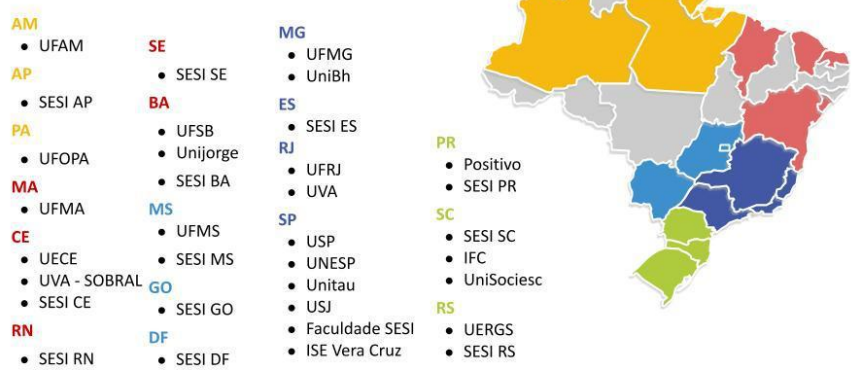 AM
• UFAM
AP
• SESI AP
PA
• UFOPA
MA
• UFMA
CE
• UECE
• UVA - SOBRAL
• SESI CE
RN
• SESI RN
SE
• SESI SE
BA
• UFSB
• Unijorge
• SESI BA
MS
• UFMS
• SESI MS
GO
• SESI GO
DF
• SESI DF
MG
• UFMG
• UniBh
ES
• SESI ES
RJ
• UFRJ
• UVA
SP
• USP
• UNESP
• Unitau
• USJ
• Faculdade SESI
• ISE Vera Cruz
PR
• Positivo
• SESI PR
SC
• SESI SC
• IFC
• UniSociesc
RS
• UERGS
• SESI RS